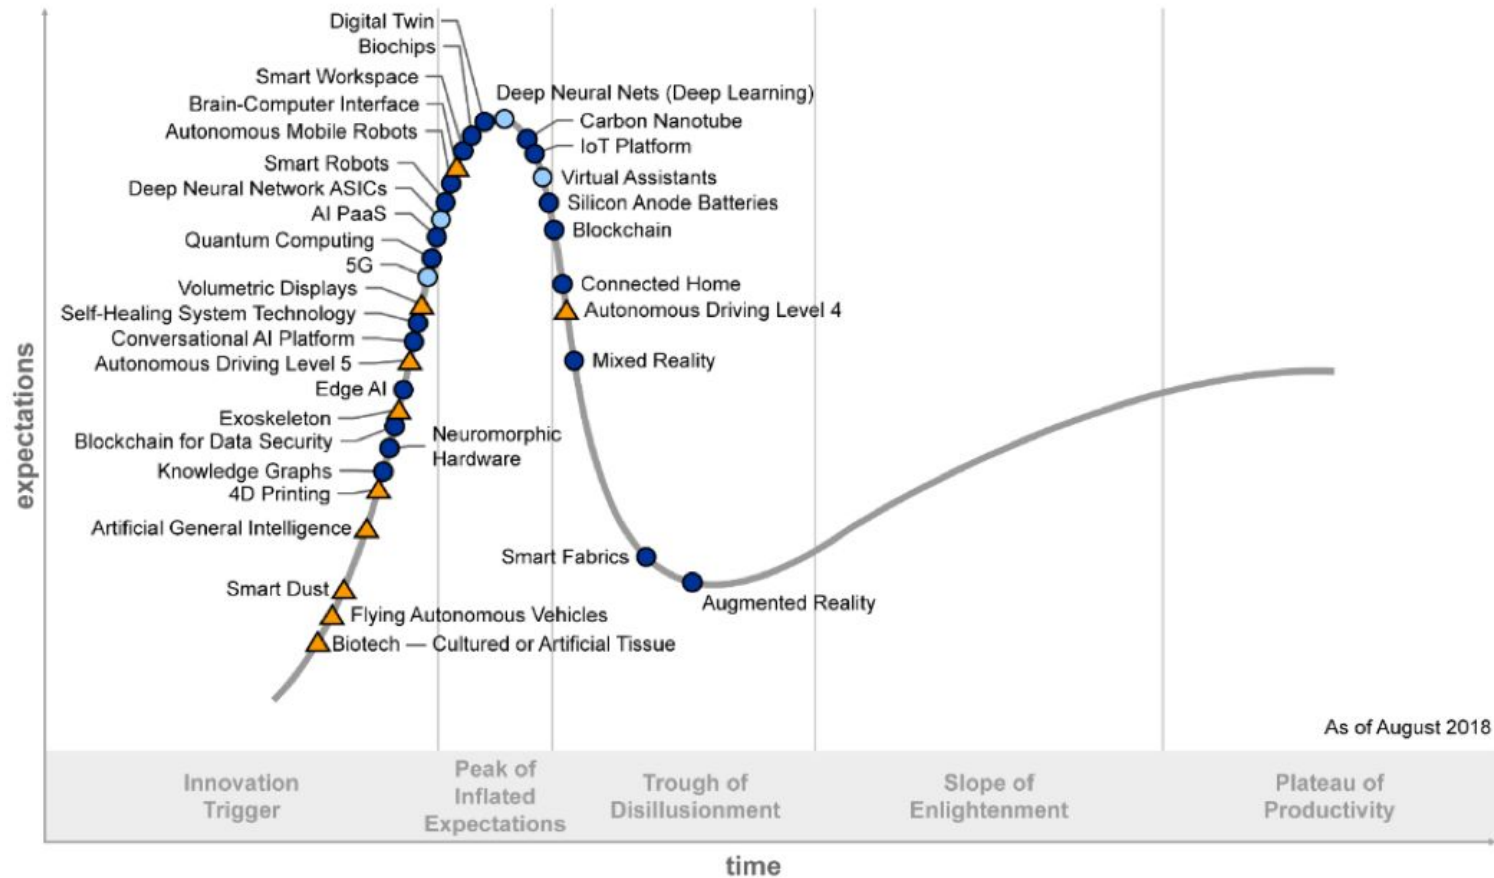 Digital Twin
Biochips
Smart Workspace
Brain-Computer Interface
Autonomous Mobile Robots
Smart Robots
Deep Neural Network ASICs
AI PaaS
Quantum Computing
5G
Volumetric Displays
Self-Healing System Technology
Conversational AI Platform
Autonomous Driving Level 5
Edge AI
Exoskeleton
Blockchain for Data Security
Neuromorphic
Hardware
Knowledge Graphs
4D Printing
Artificial General Intelligence
Smart Dust
Flying Autonomous Vehicles
Biotech — Cultured or Artificial Tissue
Deep Neural Nets (Deep Learning)
Carbon Nanotube
IoT Platform
Virtual Assistants
Silicon Anode Batteries
Blockchain
Connected Home
Autonomous Driving Level 4
Mixed Reality
Smart Fabrics
Augmented Reality
As of August 2018
expectations
Innovation
Trigger
Peak of
Inflated
Expectations
Trough of
Disillusionment
Slope of
Enlightenment
Plateau of
Productivity
time